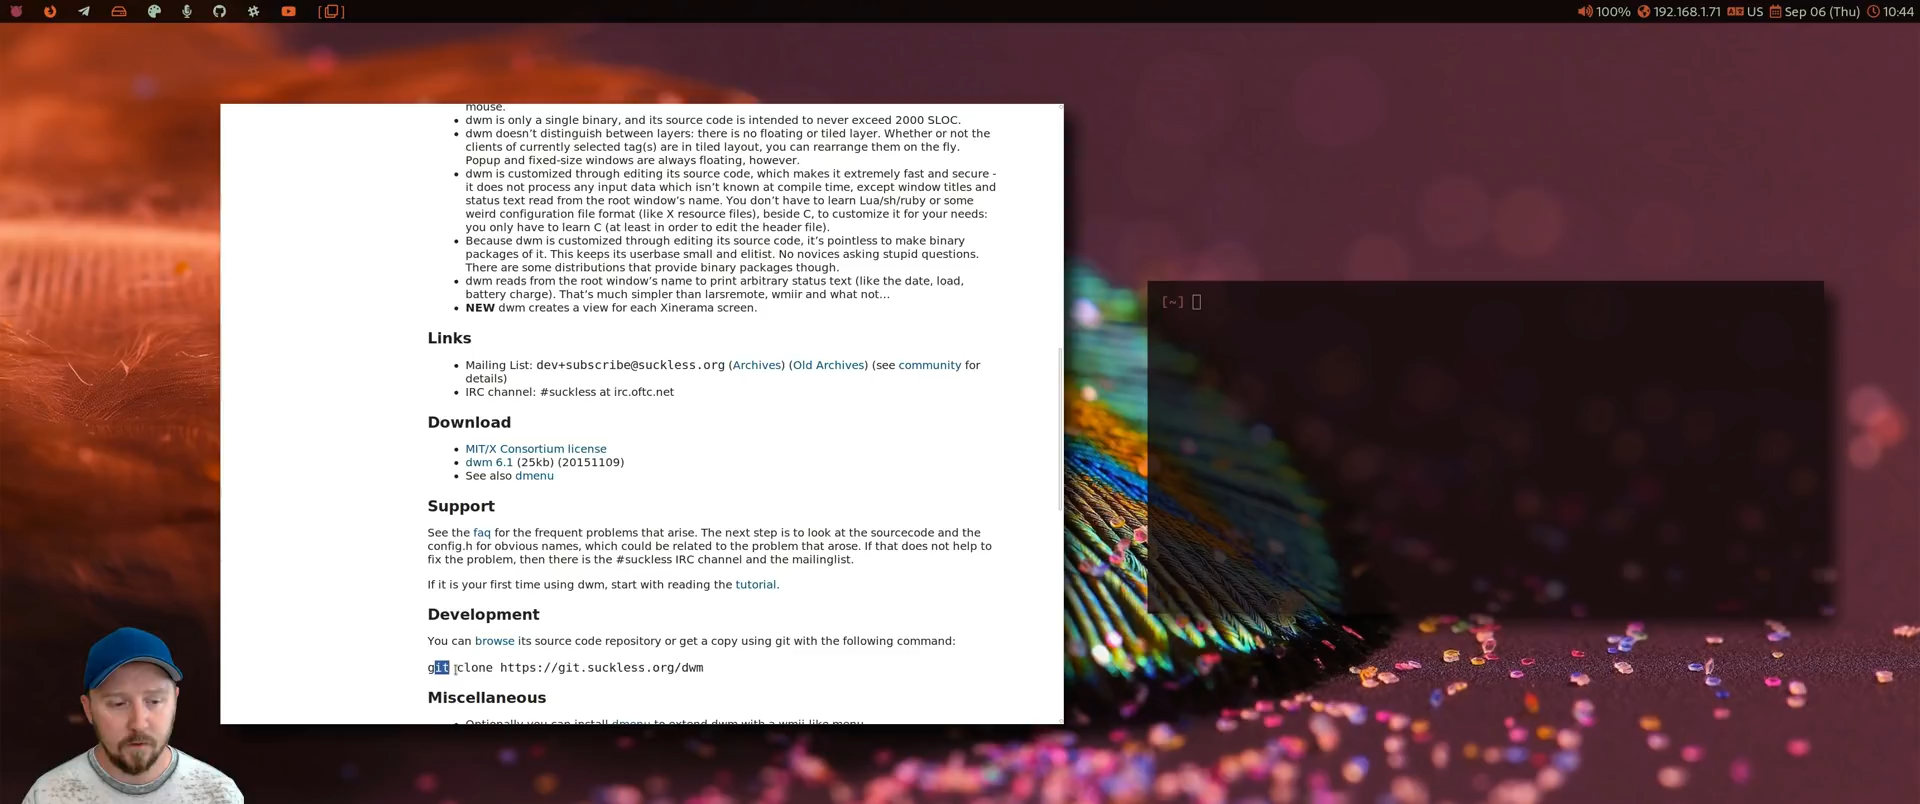 100% 192.168.1.71 US Sep 06 (Thu) 10:44
mouse.
• dwm is only a single binary, and its source code is intended to never exceed 2000 SLOC.
• dwm doesn’t distinguish between layers: there is no floating or tiled layer. Whether or not the
clients of currently selected tag(s) are in tiled layout, you can rearrange them on the fly.
Popup and fixed-size windows are always floating, however.
• dwm is customized through editing its source code, which makes it extremely fast and secure -
it does not process any input data which isn’t known at compile time, except window titles and
status text read from the root window’s name. You don’t have to learn Lua/sh/ruby or some
weird configuration file format (like X resource files), beside C, to customize it for your needs:
you only have to learn C (at least in order to edit the header file).
• Because dwm is customized through editing its source code, it’s pointless to make binary
packages of it. This keeps its userbase small and elitist. No novices asking stupid questions.
There are some distributions that provide binary packages though.
• dwm reads from the root window’s name to print arbitrary status text (like the date, load,
battery charge). That’s much simpler than larsremote, wmiir and what not…
• NEW dwm creates a view for each Xinerama screen.
Links
• Mailing List: dev+subscribe@suckless.org (Archives) (Old Archives) (see community for
details)
• IRC channel: #suckless at irc.oftc.net
Download
• MIT/X Consortium license
• dwm 6.1 (25kb) (20151109)
• See also dmenu
Support
See the faq for the frequent problems that arise. The next step is to look at the sourcecode and the
config.h for obvious names, which could be related to the problem that arose. If that does not help to
fix the problem, then there is the #suckless IRC channel and the mailinglist.
If it is your first time using dwm, start with reading the tutorial.
Development
You can browse its source code repository or get a copy using git with the following command:
git clone https://git.suckless.org/dwm
Miscellaneous
• Optionally you can install dmenu to extend dwm with a wmii-like menu.
[~]